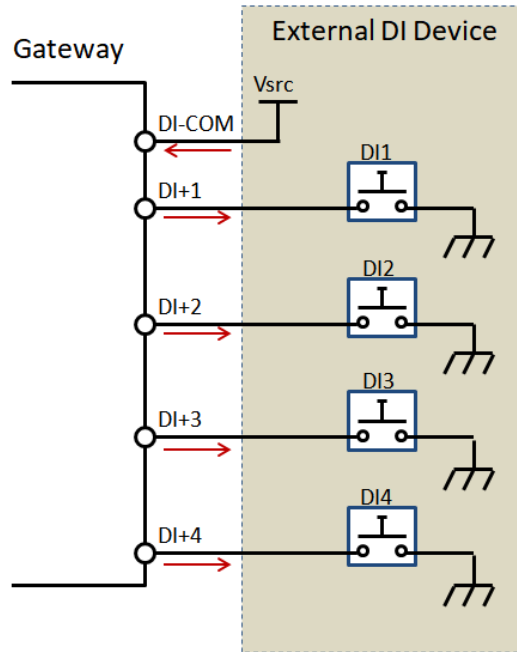 Gateway
External DI Device
Vsrc
DI-COM
DI1
DI+1
DI2
DI+2
DI3
DI+3
DI4
DI+4